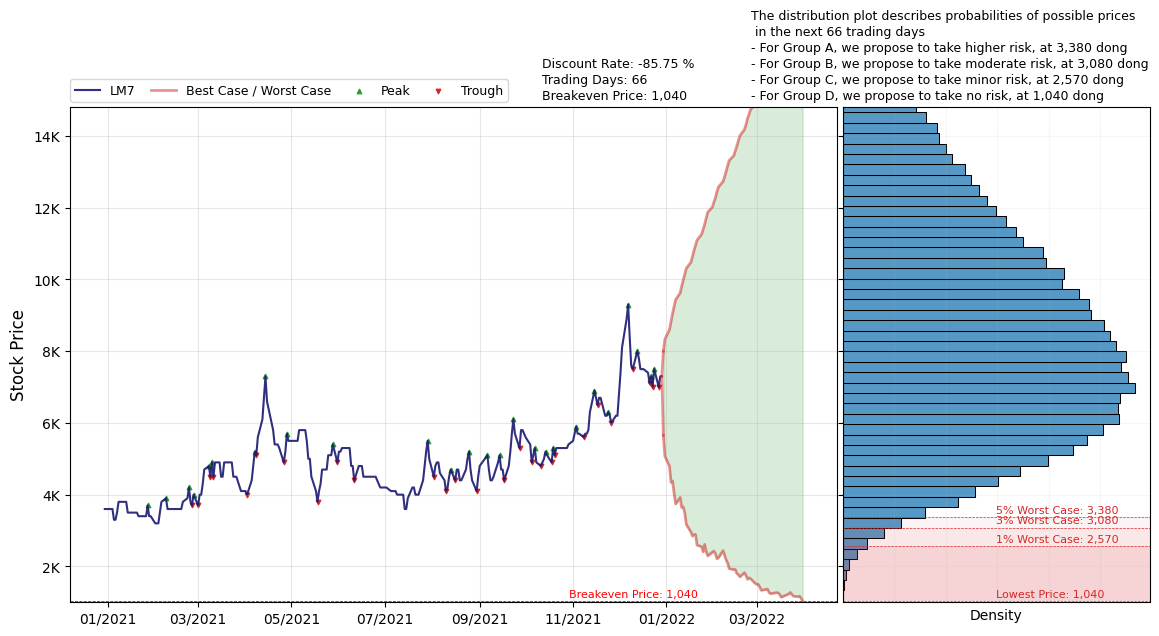 The distribution plot describes probabilities of possible prices
in the next 66 trading days
- For Group A, we propose to take higher risk, at 3,380 dong
- For Group B, we propose to take moderate risk, at 3,080 dong
- For Group C, we propose to take minor risk, at 2,570 dong
- For Group D, we propose to take no risk, at 1,040 dong
Discount Rate: -85.75 %
Trading Days: 66
Breakeven Price: 1,040
LM7
Best Case / Worst Case
Peak
Trough
Stock Price
14K
12K
10K
8K
6K
4K
2K
Breakeven Price: 1,040
01/2021
03/2021
05/2021
07/2021
09/2021
11/2021
01/2022
03/2022
5% Worst Case: 3,380
3% Worst Case: 3,080
1% Worst Case: 2,570
Lowest Price: 1,040
Density